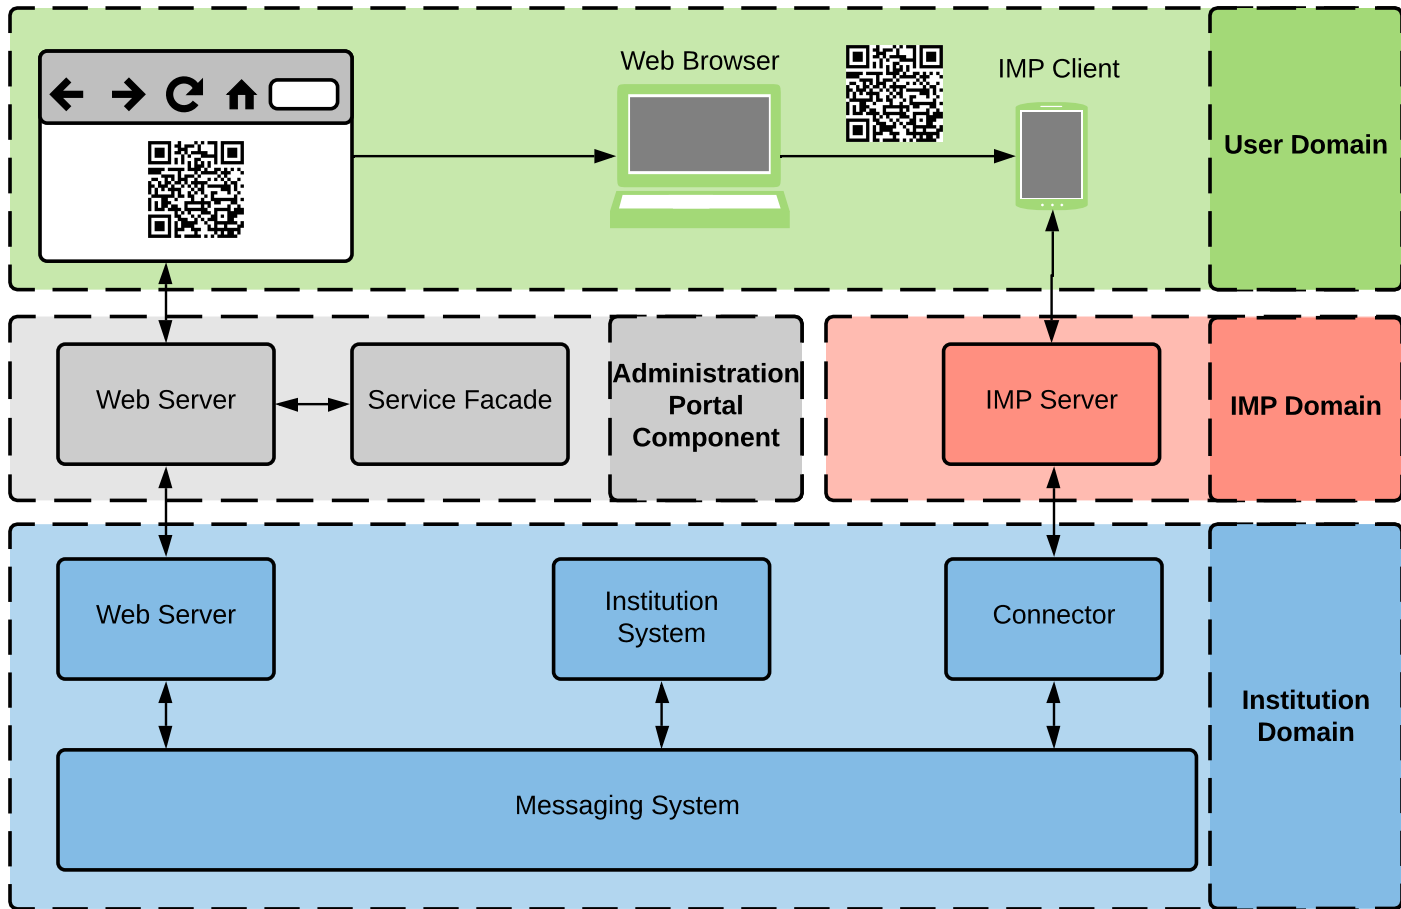 Web Browser
IMP Client
User Domain
Web Server
Service Facade
Administration
Portal
Component
IMP Server
IMP Domain
Web Server
Institution
System
Connector
Institution
Domain
Messaging System